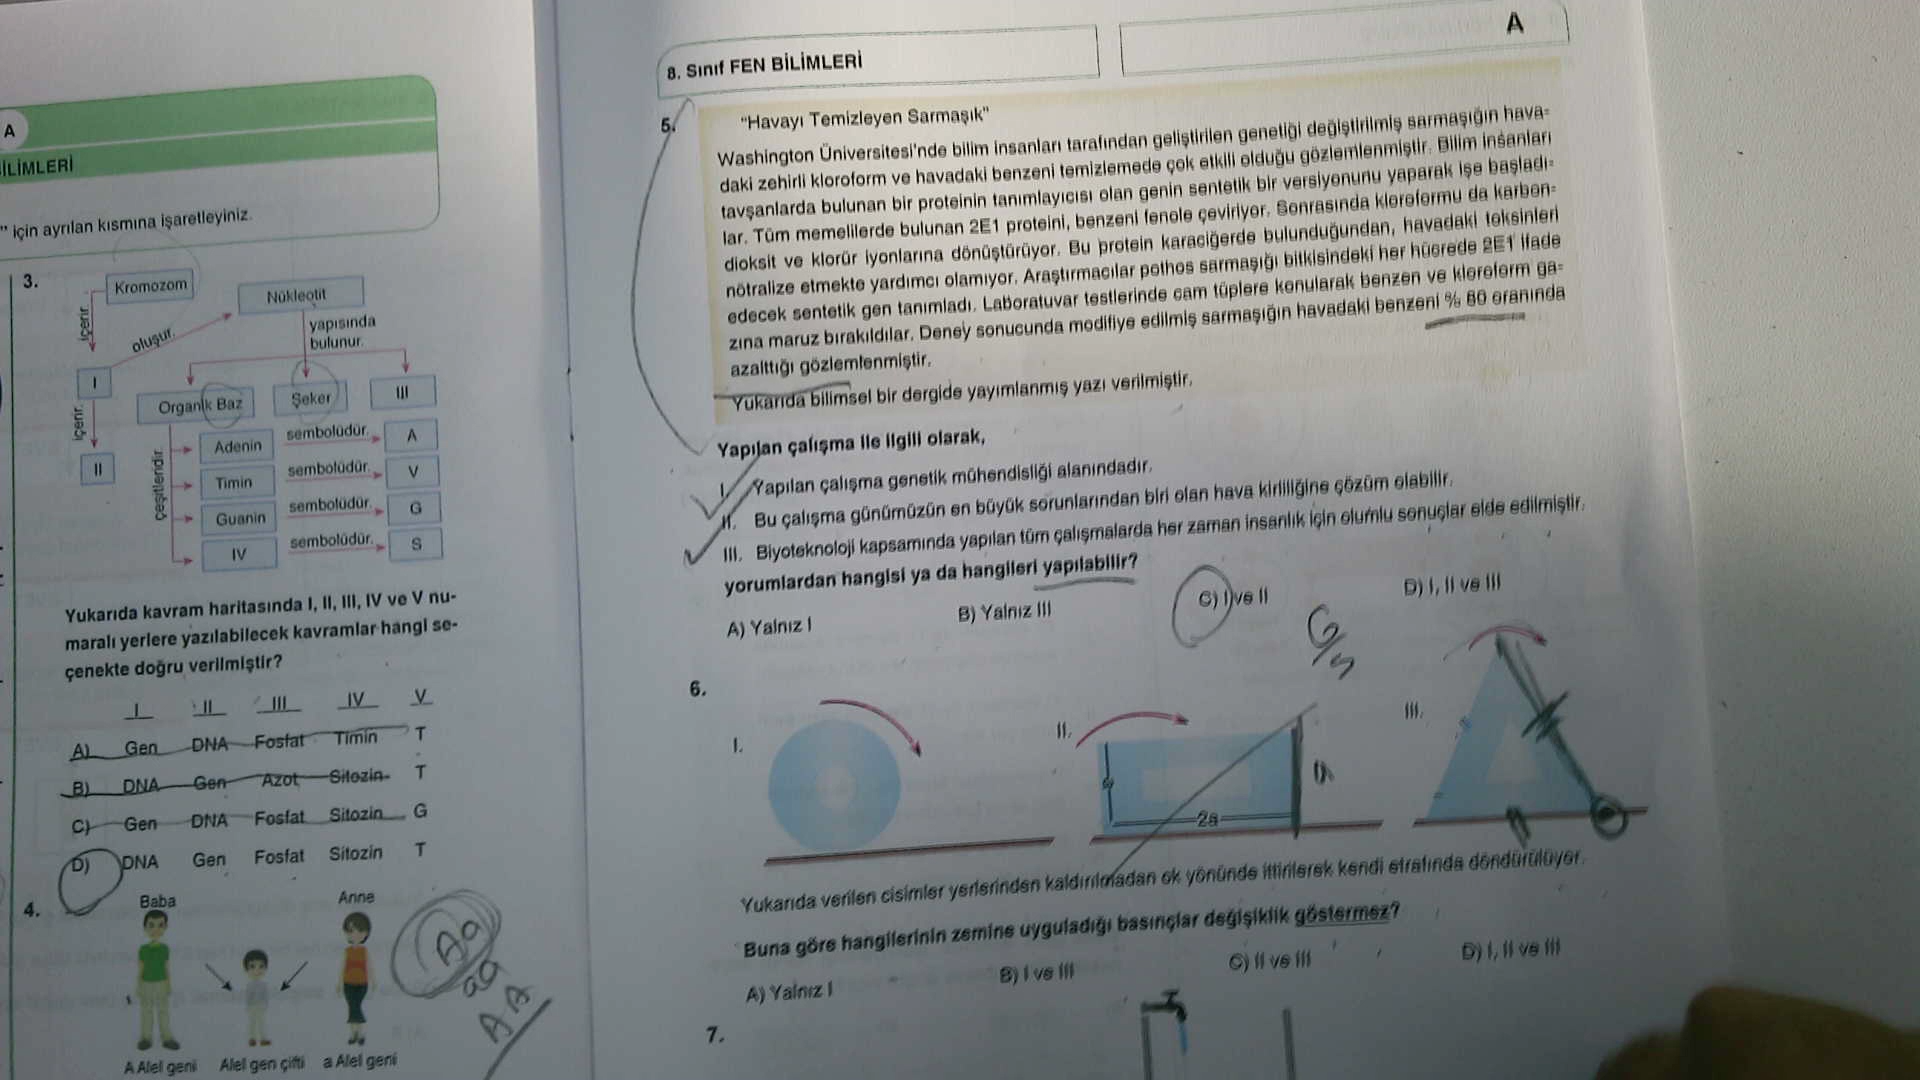 A
İLİMLERİ
" için ayrılan kısmına işaretleyiniz.
3.
Kromozom
Nükleotit
içerir.
oluşur.
yapısında
bulunur.
I
Organik Baz
Şeker
III
içerir.
II
çeşitleridir.
Adenin
sembolüdür.
A
Timin
sembolüdür.
V
Guanin
sembolüdür.
G
IV
sembolüdür.
S
Yukarıda kavram haritasında I, II, III, IV ve V nu-
maralı yerlere yazılabilecek kavramlar hangi se-
çenekte doğru verilmiştir?
I II III IV V
A) Gen DNA Fosfat Timin T
B) DNA Gen Azot Sitozin T
C) Gen DNA Fosfat Sitozin G
D) DNA Gen Fosfat Sitozin T
4.
Baba
Anne
Aa
aa
AA
A Alel geni
Alel gen çifti
a Alel geni
8. Sınıf FEN BİLİMLERİ
A
5.
"Havayı Temizleyen Sarmaşık"
Washington Üniversitesi'nde bilim insanları tarafından geliştirilen genetiği değiştirilmiş sarmaşığın hava-
daki zehirli kloroform ve havadaki benzeni temizlemede çok etkili olduğu gözlemlenmiştir. Bilim insanları
tavşanlarda bulunan bir proteinin tanımlayıcısı olan genin sentetik bir versiyonunu yaparak işe başladı-
lar. Tüm memelilerde bulunan 2E1 proteini, benzeni fenole çeviriyor. Sonrasında kloroformu da karbon-
dioksit ve klorür iyonlarına dönüştürüyor. Bu protein karaciğerde bulunduğundan, havadaki toksinleri
nötralize etmekte yardımcı olamıyor. Araştırmacılar pothos sarmaşığı bitkisindeki her hücrede 2E1 ifade
edecek sentetik gen tanımladı. Laboratuvar testlerinde cam tüplere konularak benzen ve kloroform ga-
zına maruz bırakıldılar. Deney sonucunda modifiye edilmiş sarmaşığın havadaki benzeni % 60 oranında
azalttığı gözlemlenmiştir.
Yukarıda bilimsel bir dergide yayımlanmış yazı verilmiştir.
Yapılan çalışma ile ilgili olarak,
I. Yapılan çalışma genetik mühendisliği alanındadır.
II. Bu çalışma günümüzün en büyük sorunlarından biri olan hava kirliliğine çözüm olabilir.
III. Biyoteknoloji kapsamında yapılan tüm çalışmalarda her zaman insanlık için olumlu sonuçlar elde edilmiştir.
yorumlardan hangisi ya da hangileri yapılabilir?
A) Yalnız I
B) Yalnız III
C) I ve II
D) I, II ve III
6.
I.
II.
2a
III.
Yukarıda verilen cisimler yerlerinden kaldırılmadan ok yönünde ittirilerek kendi etrafında döndürülüyor.
Buna göre hangilerinin zemine uyguladığı basınçlar değişiklik göstermez?
A) Yalnız I
B) I ve III
C) II ve III
D) I, II ve III
7.